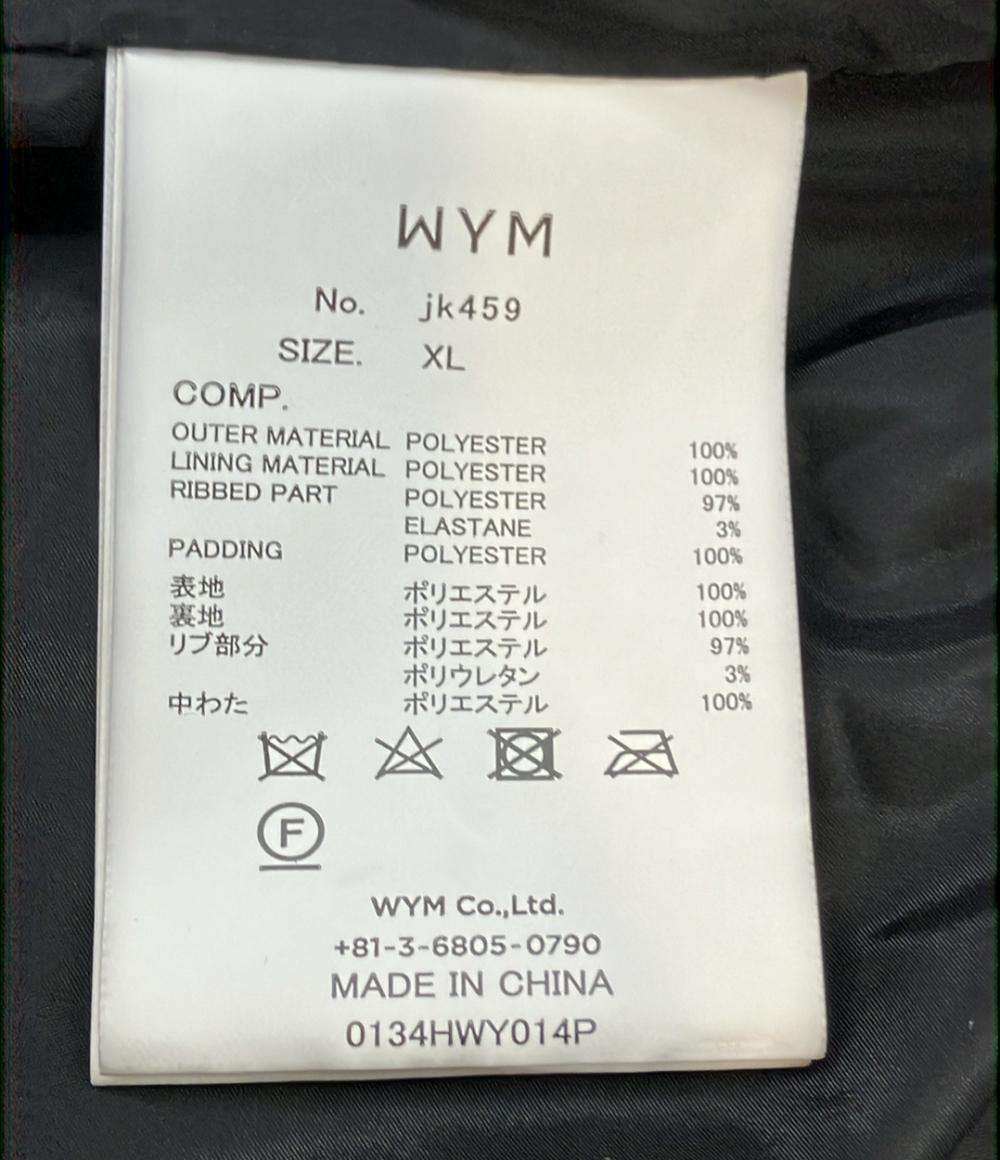 WYM
No. jk459
SIZE. XL
COMP.
OUTER MATERIAL POLYESTER 100%
LINING MATERIAL POLYESTER 100%
RIBBED PART POLYESTER 97%
ELASTANE 3%
PADDING POLYESTER 100%
表地 ポリエステル 100%
裏地 ポリエステル 100%
リブ部分 ポリエステル 97%
ポリウレタン 3%
中わた ポリエステル 100%
F
WYM Co.,Ltd.
+81-3-6805-0790
MADE IN CHINA
0134HWY014P